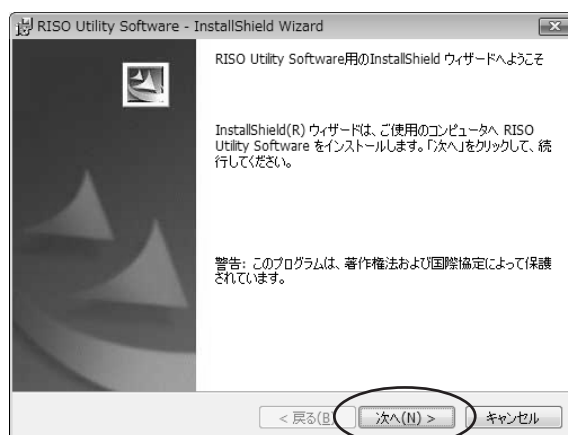 RISO Utility Software - InstallShield Wizard
RISO Utility Software用のInstallShield ウィザードへようこそ
InstallShield(R) ウィザードは、ご使用のコンピュータへ RISO
Utility Software をインストールします。「次へ」をクリックして、続
行してください。
警告: このプログラムは、著作権法および国際協定によって保護
されています。
< 戻る(B)
次へ(N) >
キャンセル